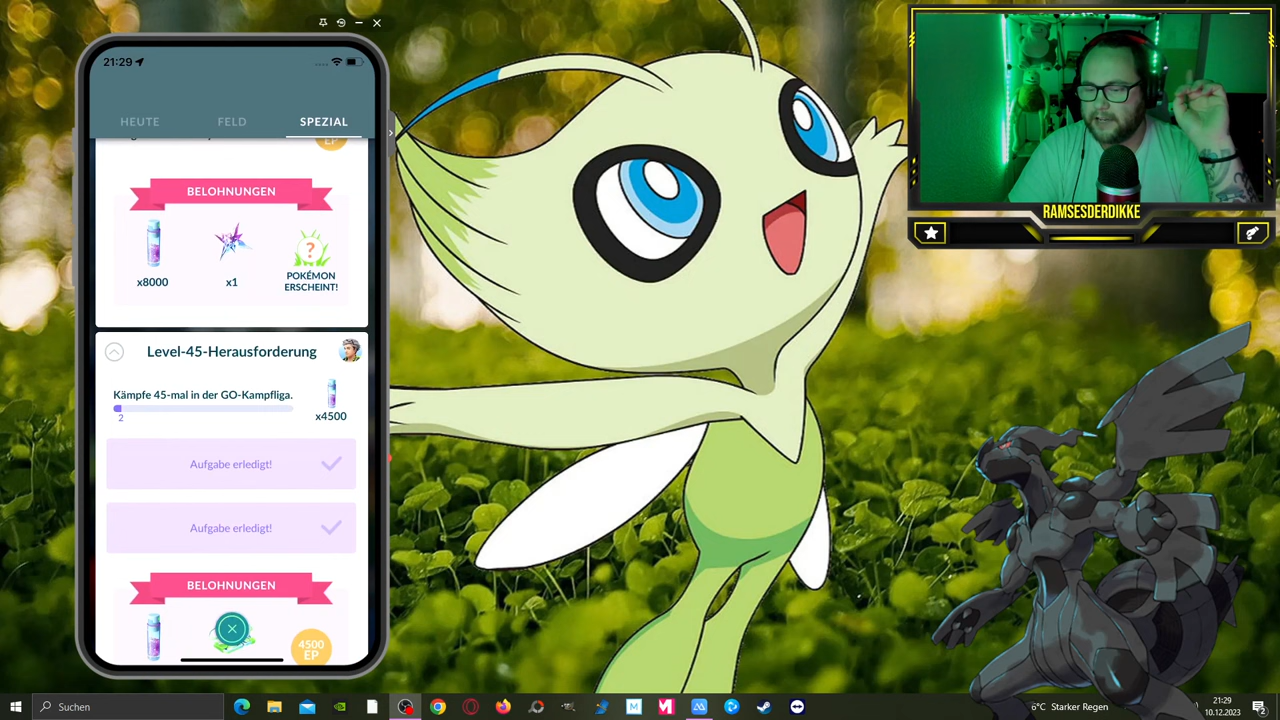 21:29
HEUTE
FELD
SPEZIAL
EP
BELOHNUNGEN
x8000
x1
?
POKÉMON
ERSCHEINT!
Level-45-Herausforderung
Kämpfe 45-mal in der GO-Kampfliga.
2
x4500
Aufgabe erledigt!
Aufgabe erledigt!
BELOHNUNGEN
4500
EP
RAMSESDERDIKKE
Suchen
6°C Starker Regen
21:29
10.12.2023
2